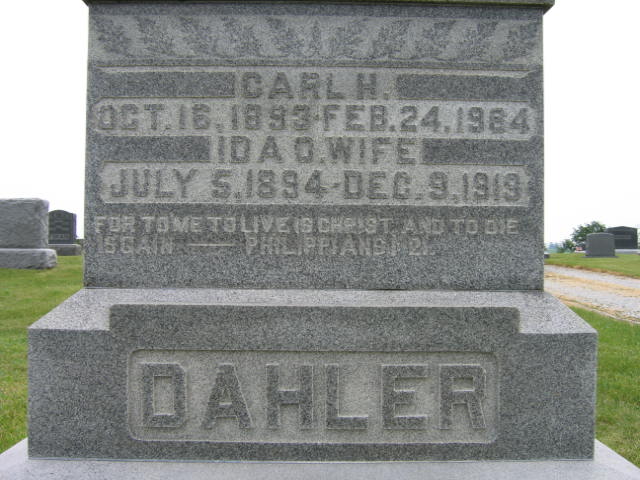 CARL H.
OCT. 16, 1893-FEB. 24, 1984
IDA O. WIFE
JULY 5, 1894-DEC. 9, 1919
FOR TO ME TO LIVE IS CHRIST, AND TO DIE
IS GAIN — PHILIPPIANS 1 21
DAHLER